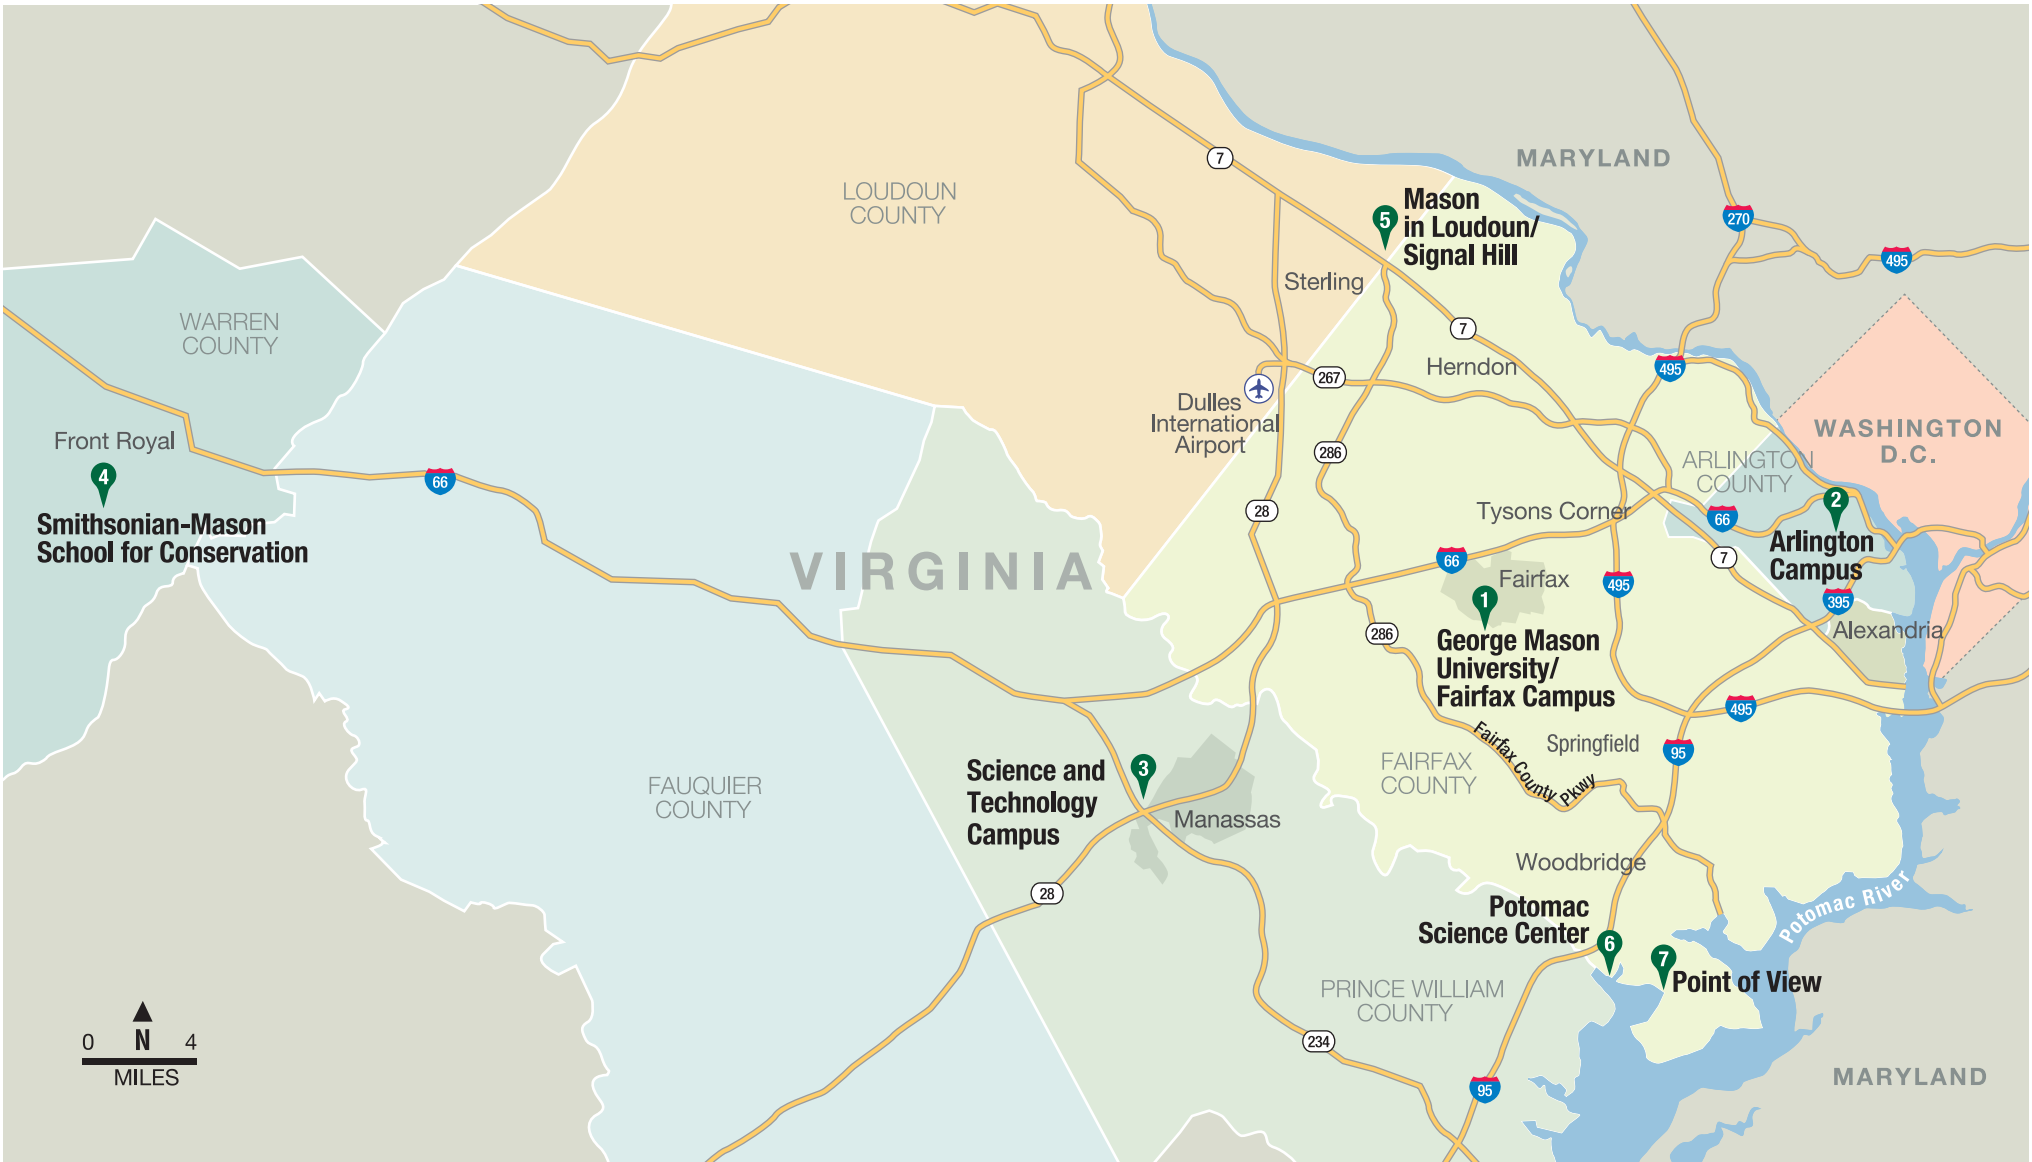 7
MARYLAND
LOUDOUN
COUNTY
5
Mason
in Loudoun/
Signal Hill
270
495
Sterling
WARREN
COUNTY
7
267
Herndon
495
Dulles
International
Airport
WASHINGTON
D.C.
Front Royal
4
66
286
ARLINGTON
COUNTY
28
Tysons Corner
66
2
Smithsonian-Mason
School for Conservation
Arlington
Campus
VIRGINIA
66
Fairfax
495
7
1
395
286
George Mason
University/
Fairfax Campus
Alexandria
495
Fairfax County Pkwy
Springfield
95
FAIRFAX
COUNTY
3
Science and
Technology
Campus
FAUQUIER
COUNTY
Manassas
Woodbridge
28
Potomac River
Potomac
Science Center
6
7
Point of View
PRINCE WILLIAM
COUNTY
234
95
0 N 4
MILES
MARYLAND